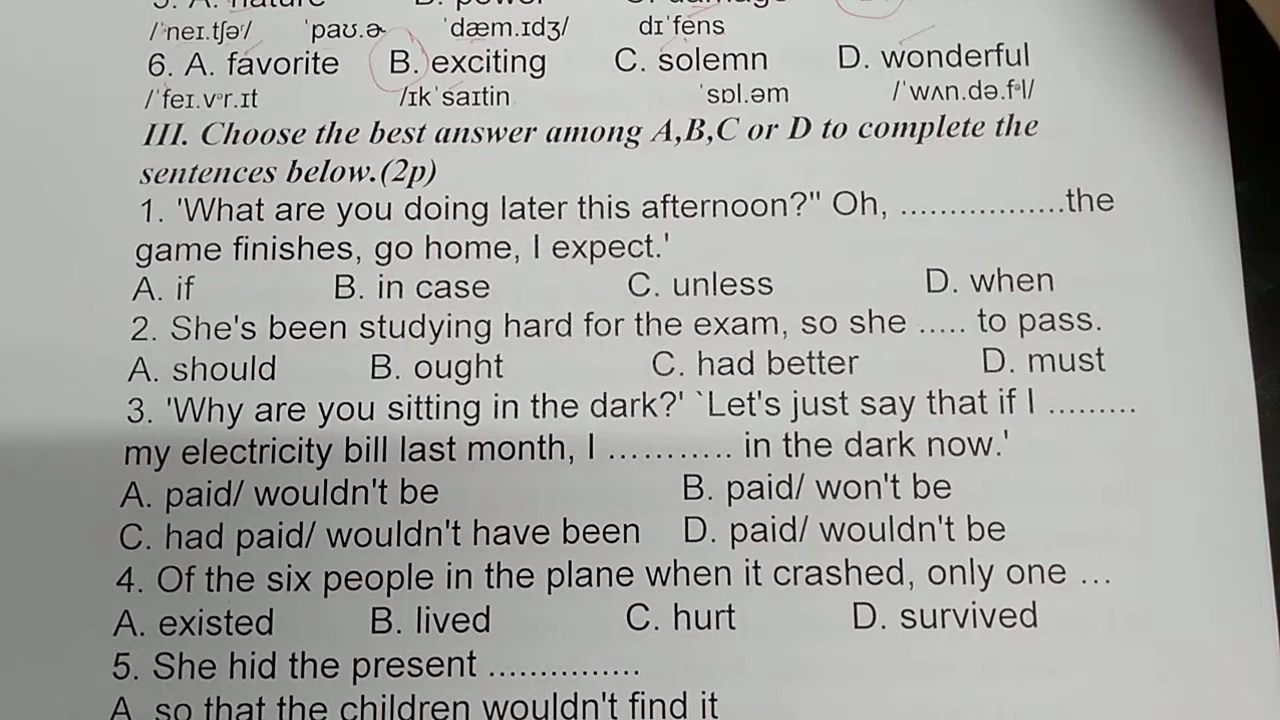 5. A. nature B. power C. damage
/ˈneɪ.tʃər/ ˈpaʊ.ɚ ˈdæm.ɪdʒ/ dɪˈfens
6. A. favorite B. exciting C. solemn D. wonderful
/ˈfeɪ.vər.ɪt /ɪkˈsaɪtin ˈsɒl.əm /ˈwʌn.də.fəl/
III. Choose the best answer among A,B,C or D to complete the
sentences below.(2p)
1. 'What are you doing later this afternoon?" Oh, .................the
game finishes, go home, I expect.'
A. if B. in case C. unless D. when
2. She's been studying hard for the exam, so she ..... to pass.
A. should B. ought C. had better D. must
3. 'Why are you sitting in the dark?' `Let's just say that if I .........
my electricity bill last month, I ........... in the dark now.'
A. paid/ wouldn't be B. paid/ won't be
C. had paid/ wouldn't have been D. paid/ wouldn't be
4. Of the six people in the plane when it crashed, only one ...
A. existed B. lived C. hurt D. survived
5. She hid the present ...............
A. so that the children wouldn't find it